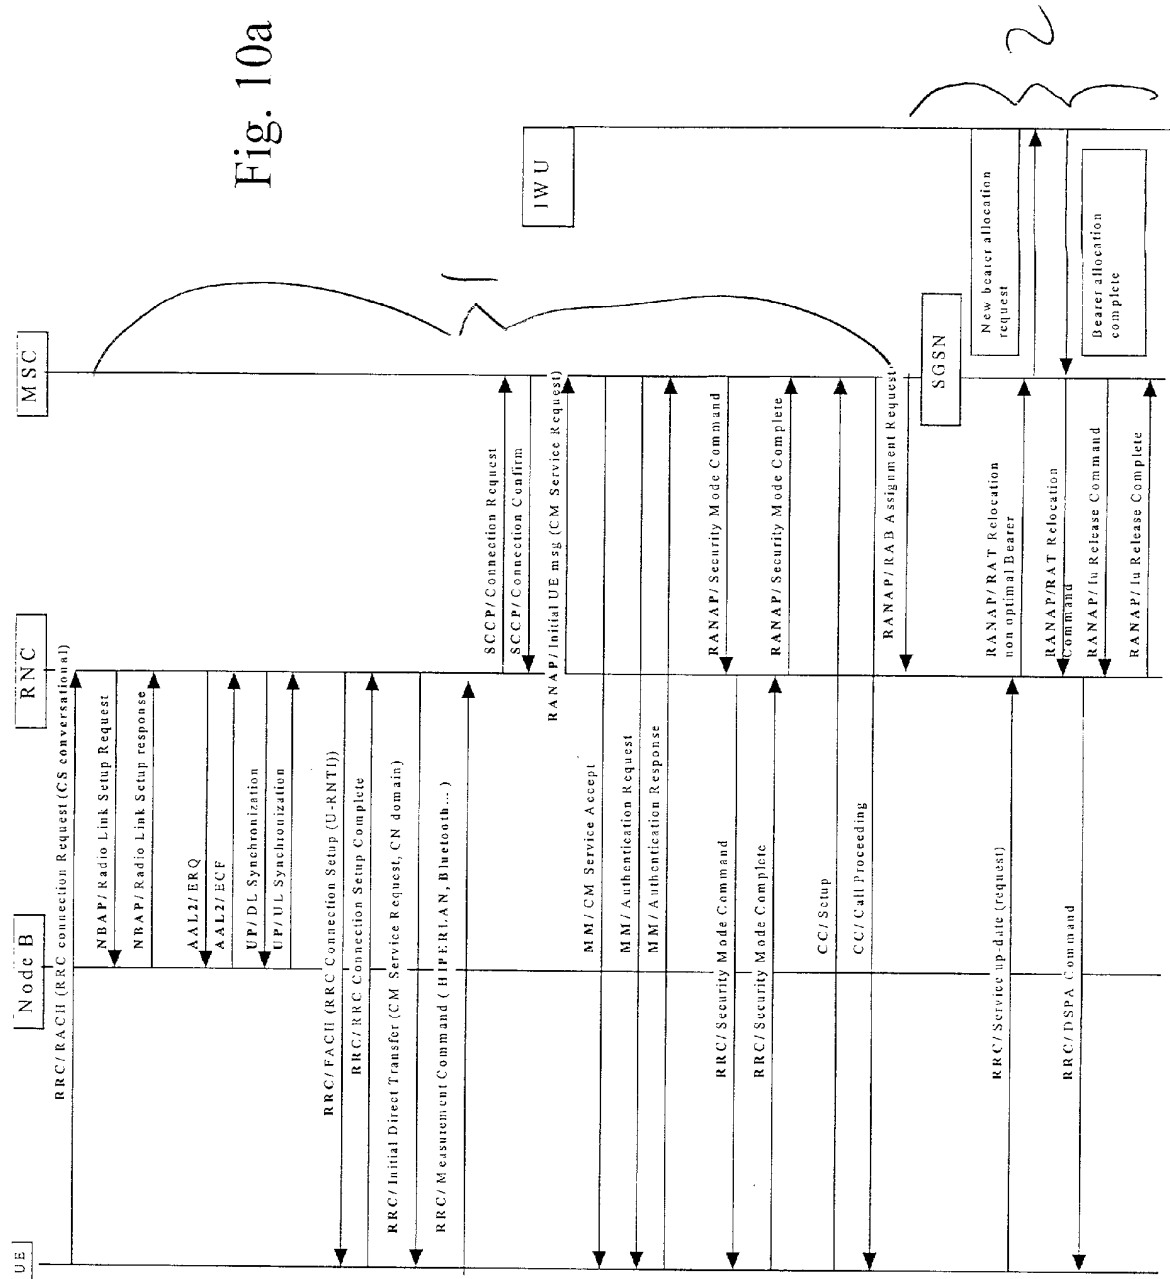 Fig. 10a
UE
Node B
RNC
MSC
IWU
RRC/RACH (RRC connection Request (CS conversational)
NBAP/Radio Link Setup Request
NBAP/Radio Link Setup response
AAL2/ERQ
AAL2/ECF
UP/DL Synchronization
UP/UL Synchronization
RRC/FACH (RRC Connection Setup (U-RNTI))
RRC/RRC Connection Setup Complete
RRC/Initial Direct Transfer (CM Service Request, CN domain)
RRC/Measurement Command ( HIPERLAN, Bluetooth...)
SCCP/Connection Request
SCCP/Connection Confirm
RANAP/Initial UE msg (CM Service Request)
MM/CM Service Accept
MM/Authentication Request
MM/Authentication Response
RANAP/Security Mode Command
RRC/Security Mode Command
RRC/Security Mode Complete
RANAP/Security Mode Complete
CC/Setup
CC/Call Proceeding
RANAP/RAB Assignment Request
1
SGSN
RRC/Service up-date (request)
RANAP/RAT Relocation
non optimal Bearer
New bearer allocation
request
RANAP/RAT Relocation
Command
Bearer allocation
complete
RRC/DSPA Command
RANAP/Iu Release Command
RANAP/Iu Release Complete
2